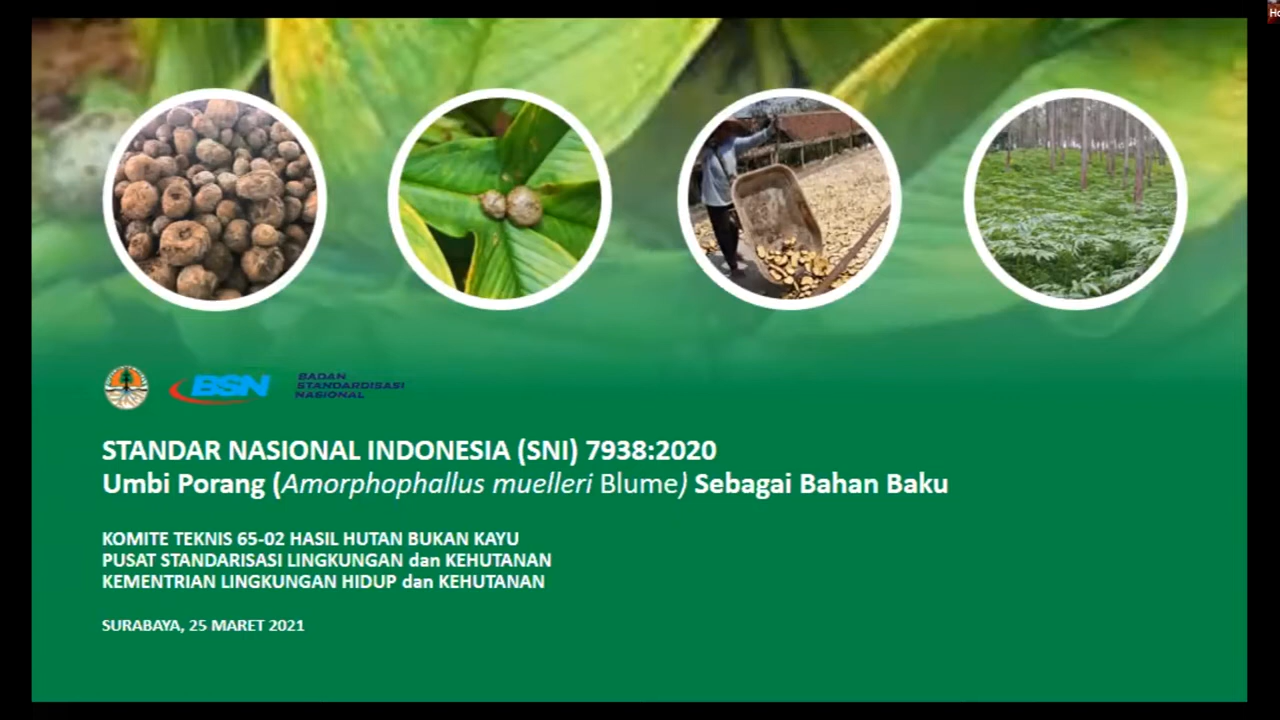 Ho
BSN
BADAN
STANDARDISASI
NASIONAL
STANDAR NASIONAL INDONESIA (SNI) 7938:2020
Umbi Porang (Amorphophallus muelleri Blume) Sebagai Bahan Baku
KOMITE TEKNIS 65-02 HASIL HUTAN BUKAN KAYU
PUSAT STANDARISASI LINGKUNGAN dan KEHUTANAN
KEMENTRIAN LINGKUNGAN HIDUP dan KEHUTANAN
SURABAYA, 25 MARET 2021